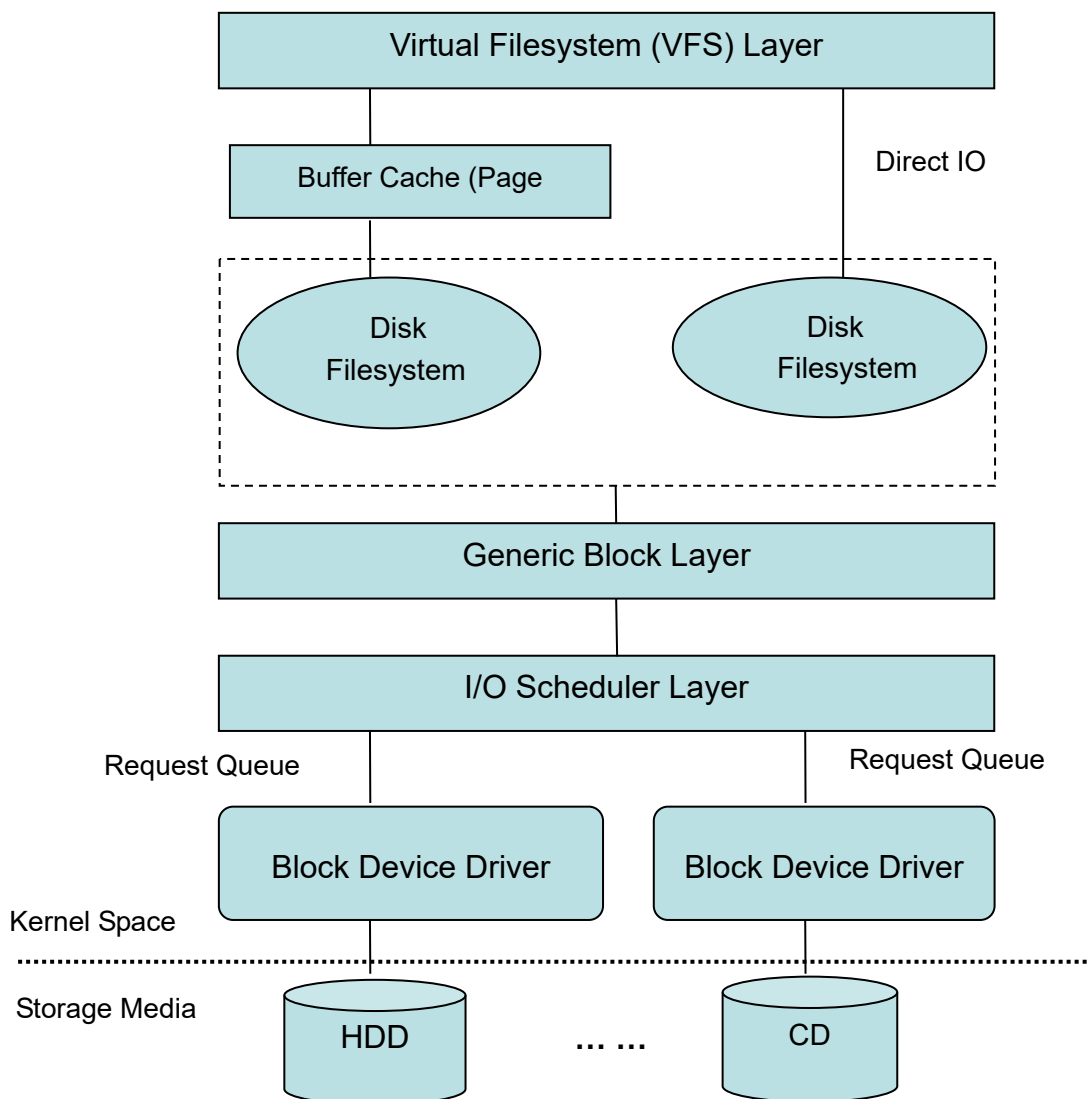 Virtual Filesystem (VFS) Layer
Direct IO
Buffer Cache (Page
Disk
Filesystem
Disk
Filesystem
Generic Block Layer
I/O Scheduler Layer
Request Queue
Request Queue
Block Device Driver
Block Device Driver
Kernel Space
Storage Media
HDD
... ...
CD